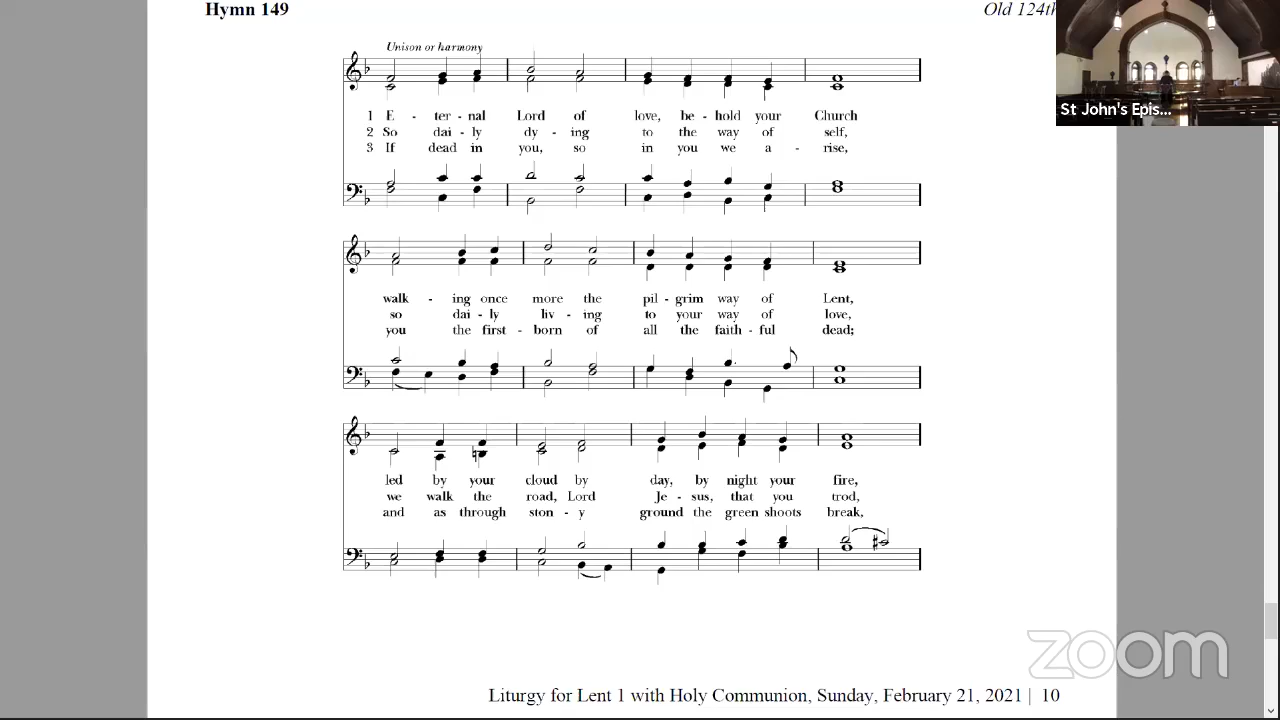 Hymn 149
Old 124th
St John's Epis...
Unison or harmony
1 E - ter - nal Lord of love, be - hold your Church
2 So dai - ly dy - ing to the way of self,
3 If dead in you, so in you we a - rise,
walk - ing once more the pil - grim way of Lent,
so dai - ly liv - ing to your way of love,
you the first - born of all the faith - ful dead;
led by your cloud by day, by night your fire,
we walk the road, Lord Je - sus, that you trod,
and as through ston - y ground the green shoots break,
zoom
Liturgy for Lent 1 with Holy Communion, Sunday, February 21, 2021 | 10